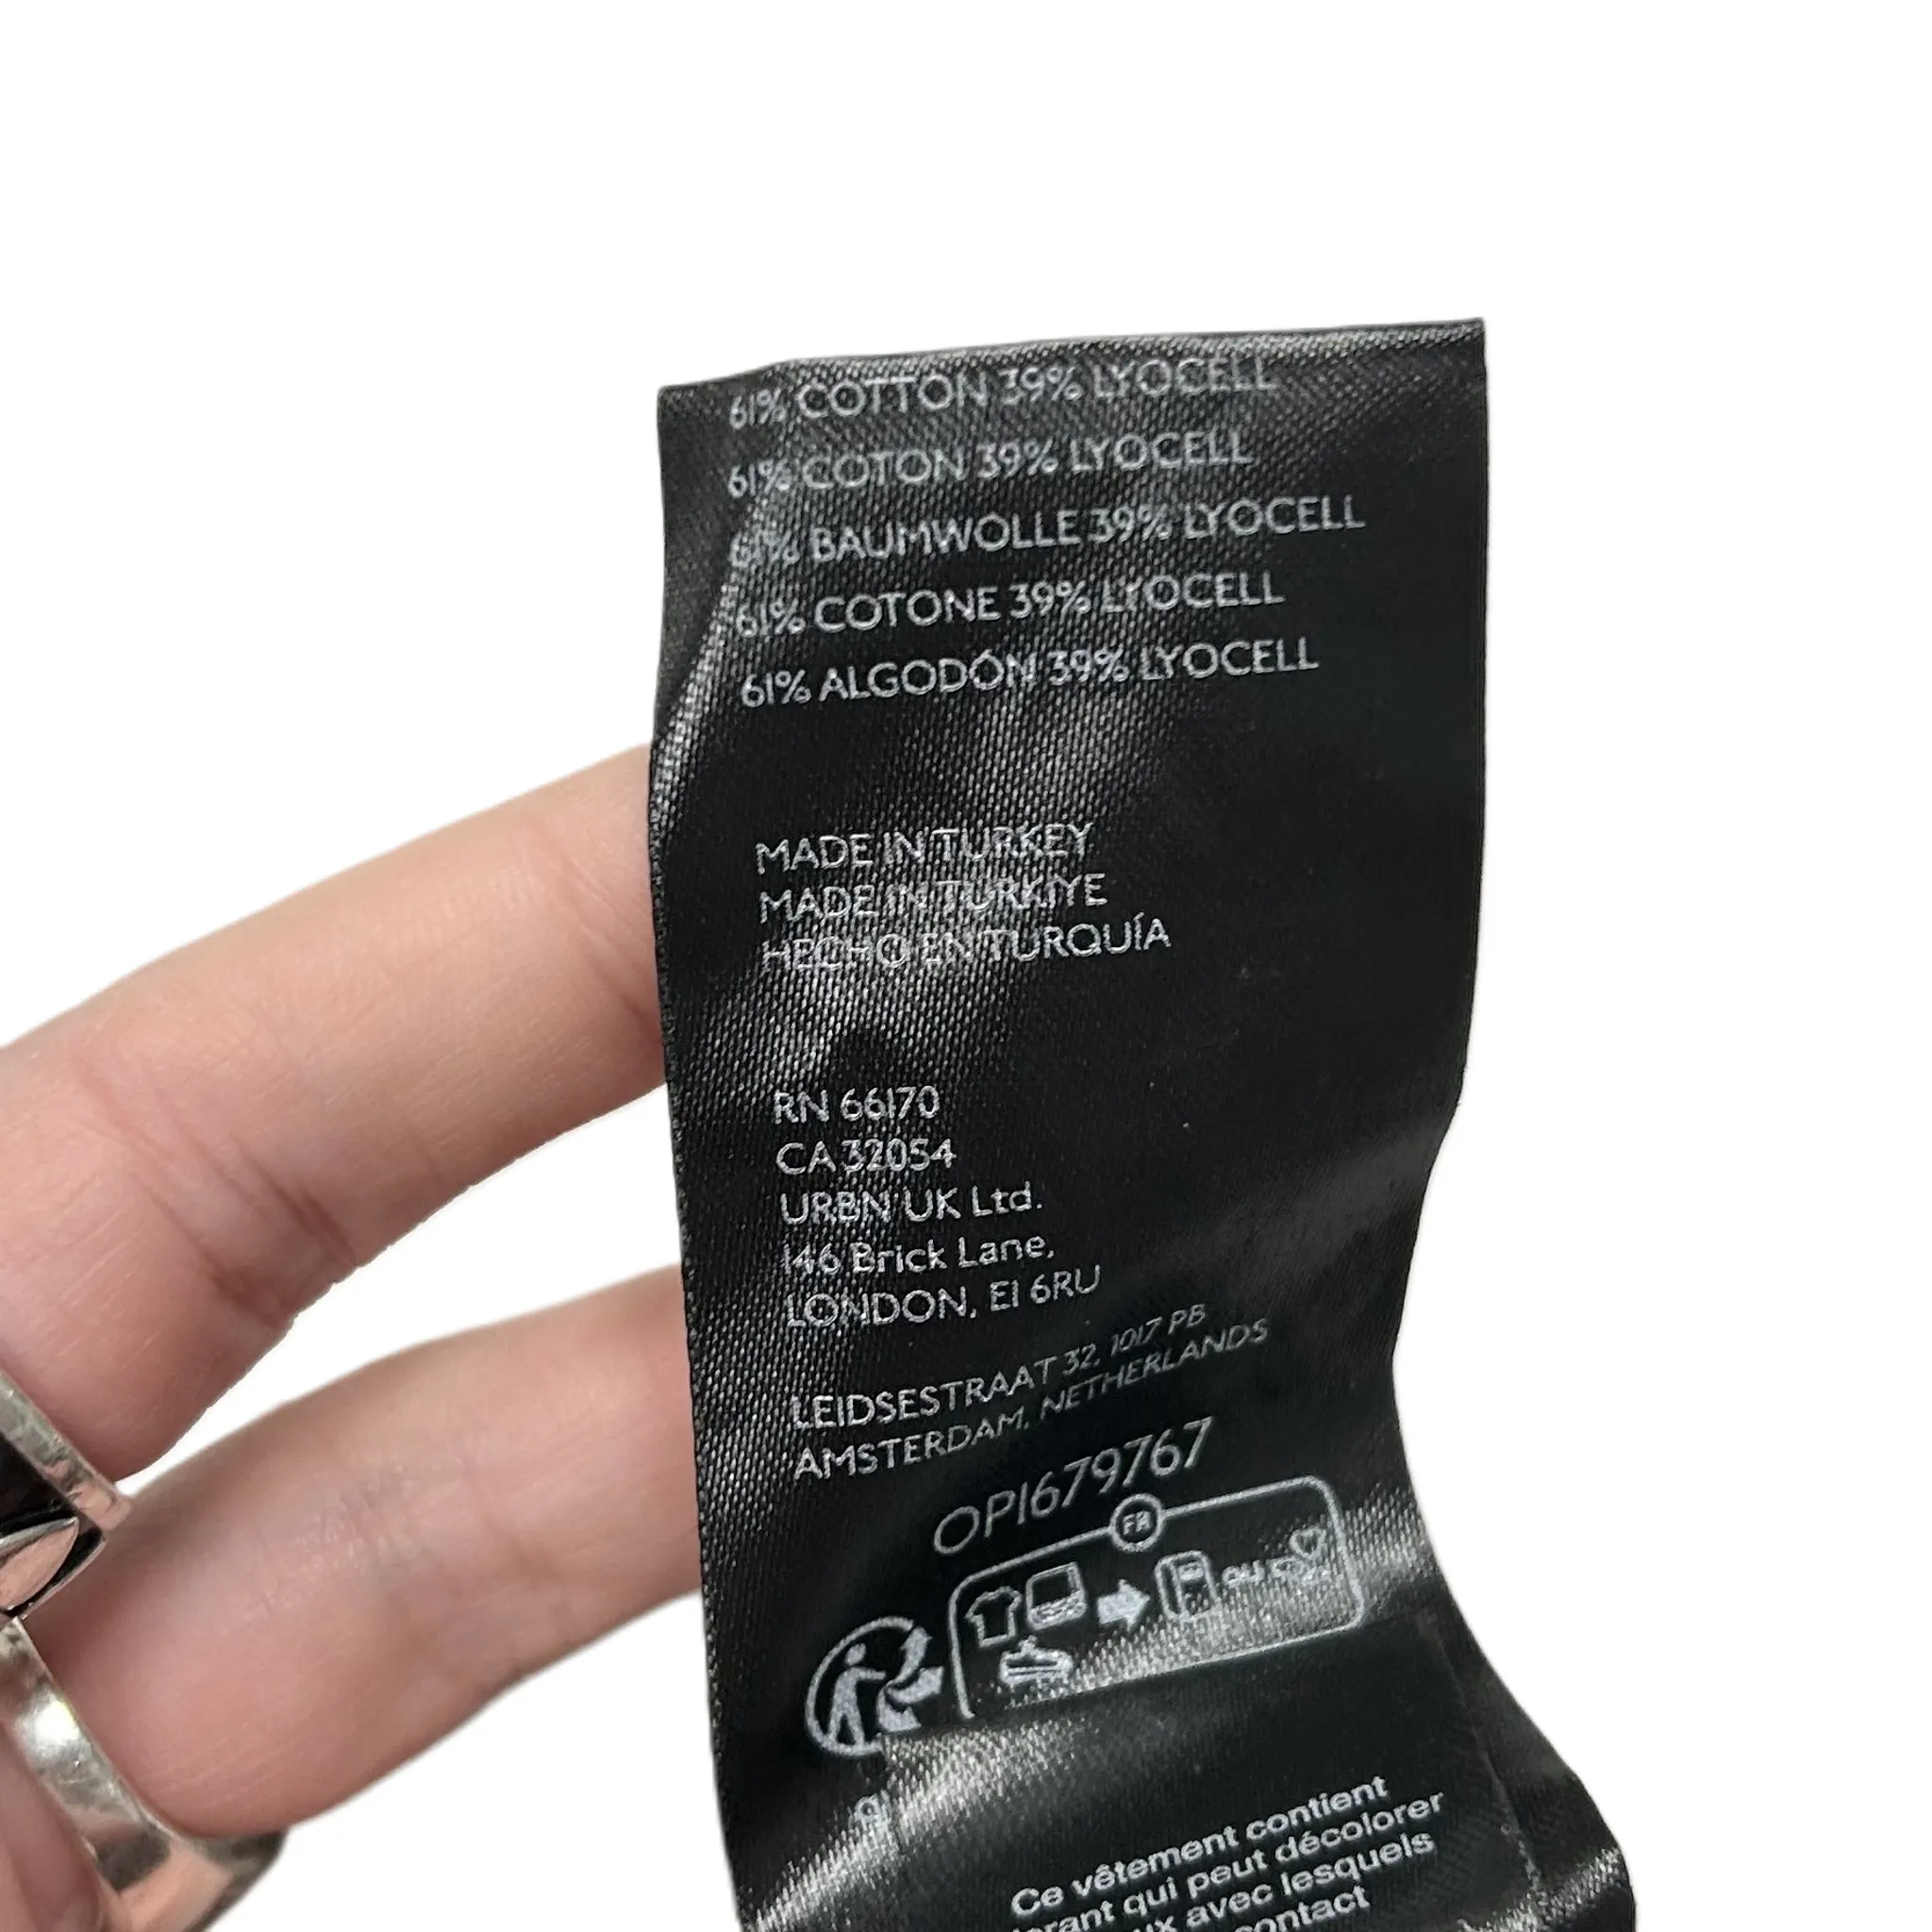 61% COTTON 39% LYOCELL
61% COTON 39% LYOCELL
61% BAUMWOLLE 39% LYOCELL
61% COTONE 39% LYOCELL
61% ALGODÓN 39% LYOCELL
MADE IN TURKEY
MADE IN TÜRKIYE
HECHO EN TURQUÍA
RN 66170
CA 32054
URBN UK Ltd.
146 Brick Lane,
LONDON, E1 6RU
LEIDSESTRAAT 32, 1017 PB
AMSTERDAM, NETHERLANDS
OP1679767
FR
OU
Ce vêtement contient
qui peut décolorer
avec lesquels
contact